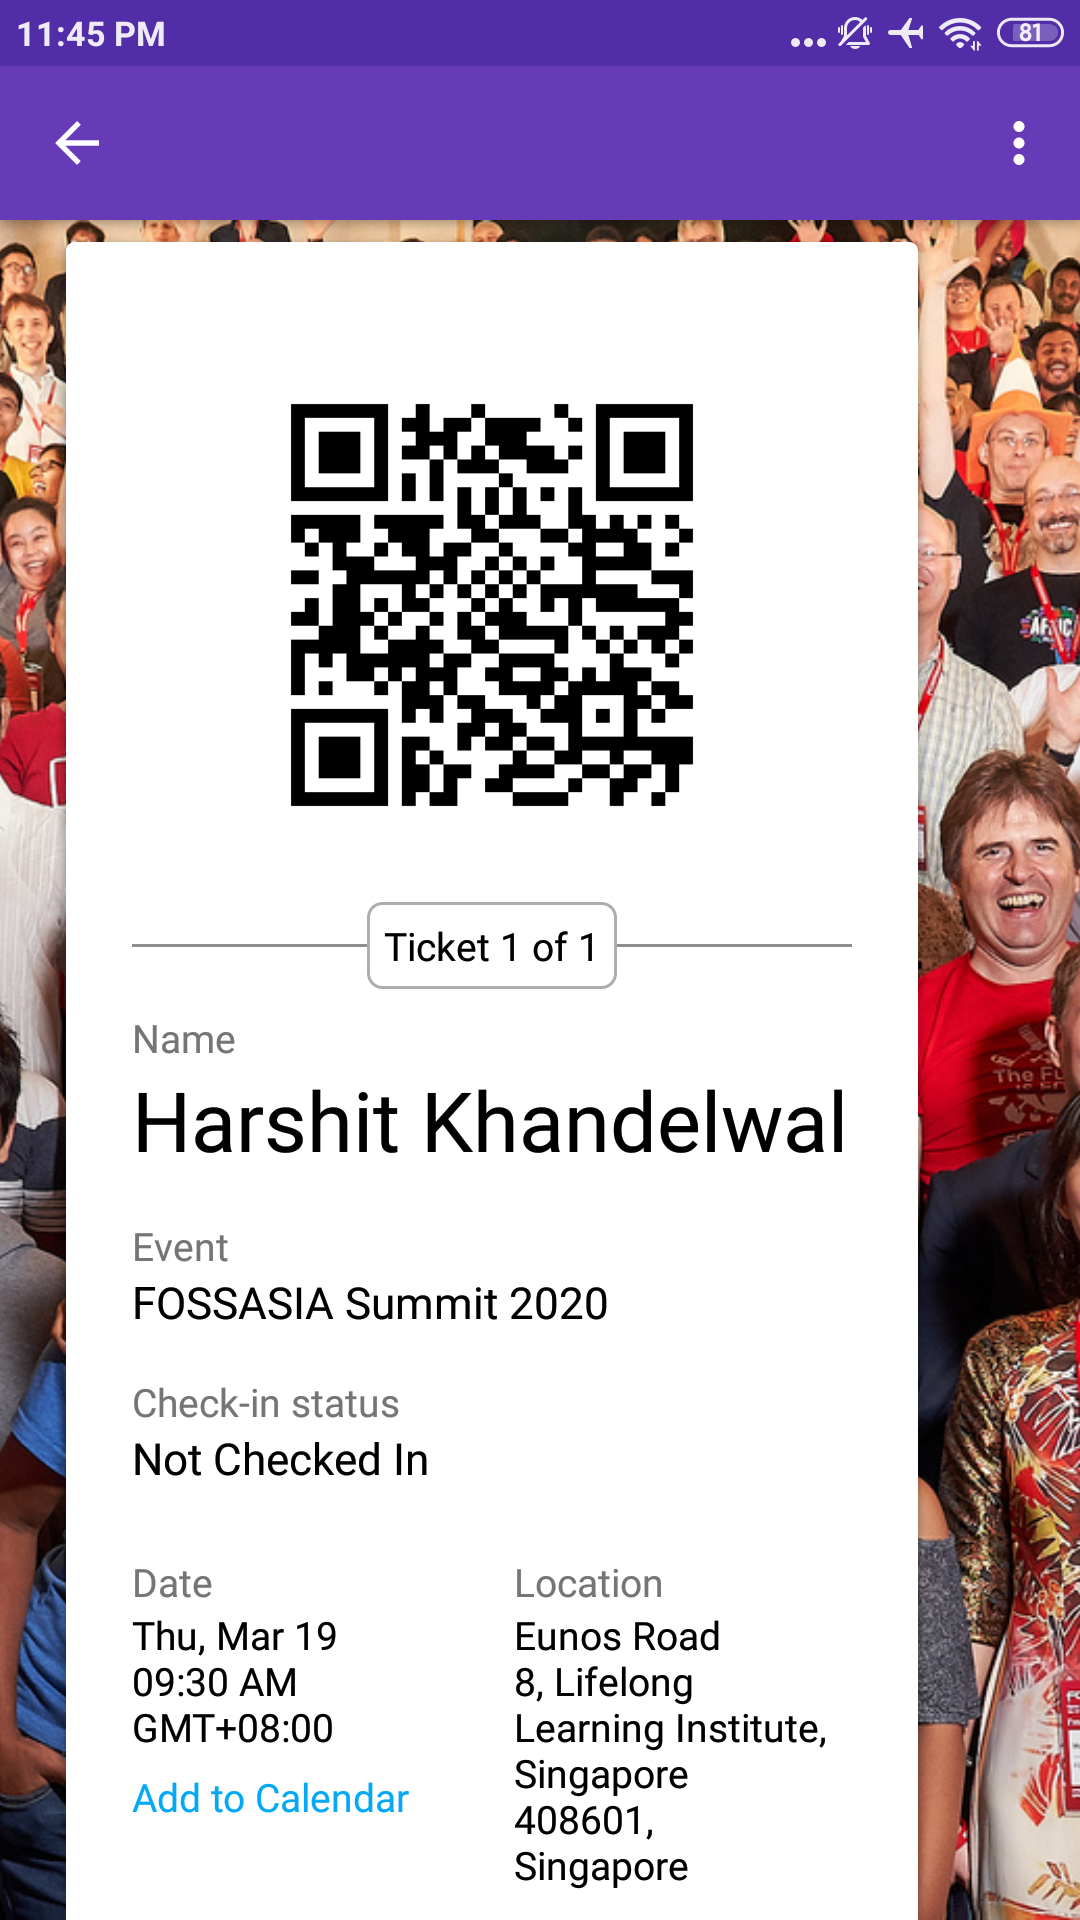 11:45 PM
81
Ticket 1 of 1
Name
Harshit Khandelwal
Event
FOSSASIA Summit 2020
Check-in status
Not Checked In
Date
Thu, Mar 19
09:30 AM
GMT+08:00
Add to Calendar
Location
Eunos Road
8, Lifelong
Learning Institute,
Singapore
408601,
Singapore